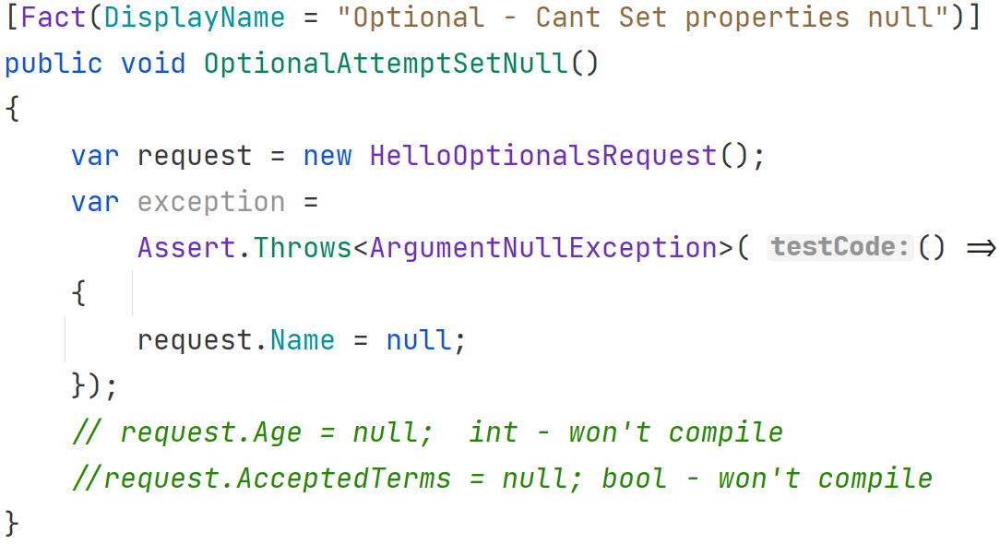 [Fact(DisplayName = "Optional - Cant Set properties null")]
public void OptionalAttemptSetNull()
{
    var request = new HelloOptionalsRequest();
    var exception =
        Assert.Throws<ArgumentNullException>( testCode: () =>
    {
        request.Name = null;
    });
    // request.Age = null;  int - won't compile
    //request.AcceptedTerms = null; bool - won't compile
}